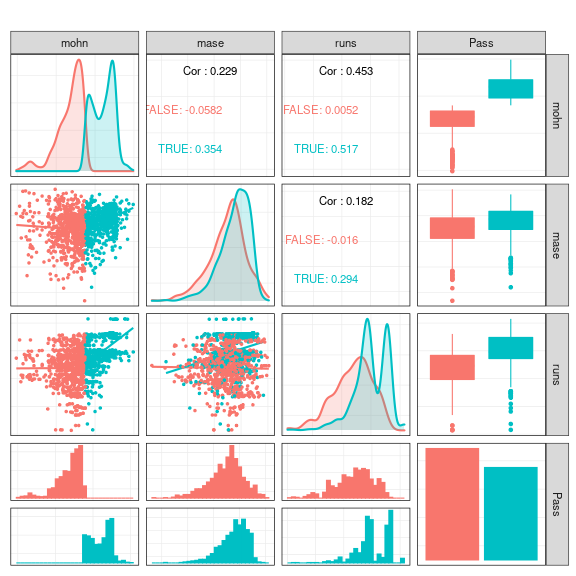 mohn mase runs Pass
Cor : 0.229 Cor : 0.453
FALSE: -0.0582 FALSE: 0.0052
TRUE: 0.354 TRUE: 0.517
mohn
Cor : 0.182
FALSE: -0.016
TRUE: 0.294
mase
runs
Pass